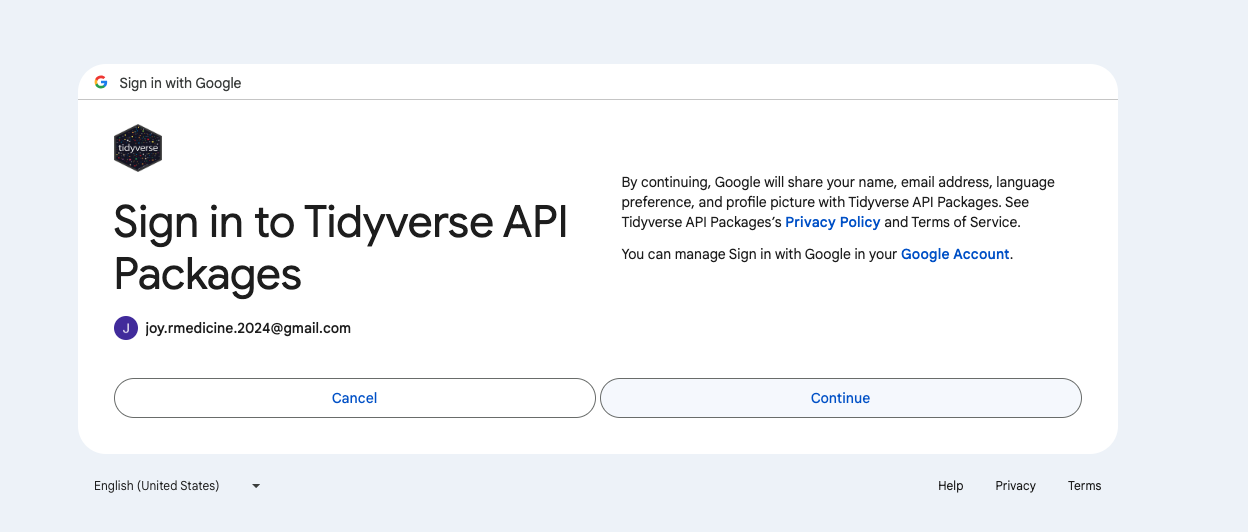 Sign in with Google
tidyverse
Sign in to Tidyverse API
Packages
J
joy.rmedicine.2024@gmail.com
By continuing, Google will share your name, email address, language
preference, and profile picture with Tidyverse API Packages. See
Tidyverse API Packages’s Privacy Policy and Terms of Service.
You can manage Sign in with Google in your Google Account.
Cancel
Continue
English (United States)
Help
Privacy
Terms